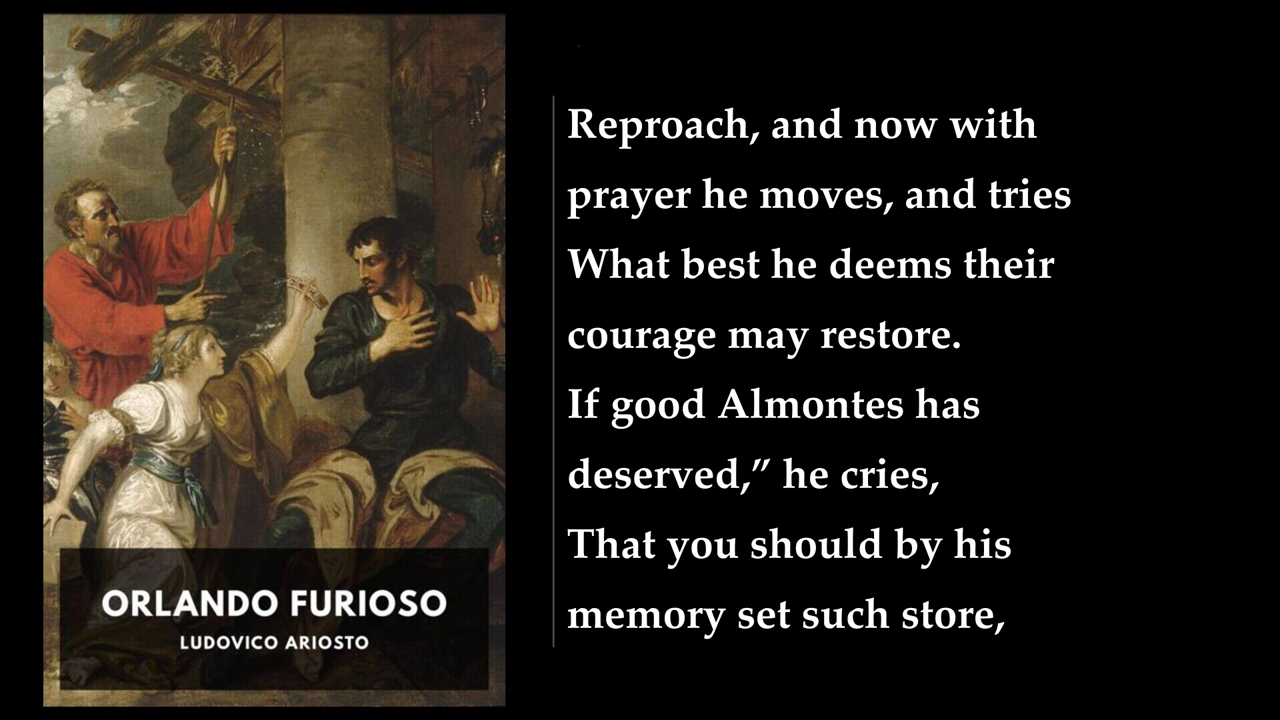 ORLANDO FURIOSO
LUDOVICO ARIOSTO
Reproach, and now with
prayer he moves, and tries
What best he deems their
courage may restore.
If good Almontes has
deserved,” he cries,
That you should by his
memory set such store,